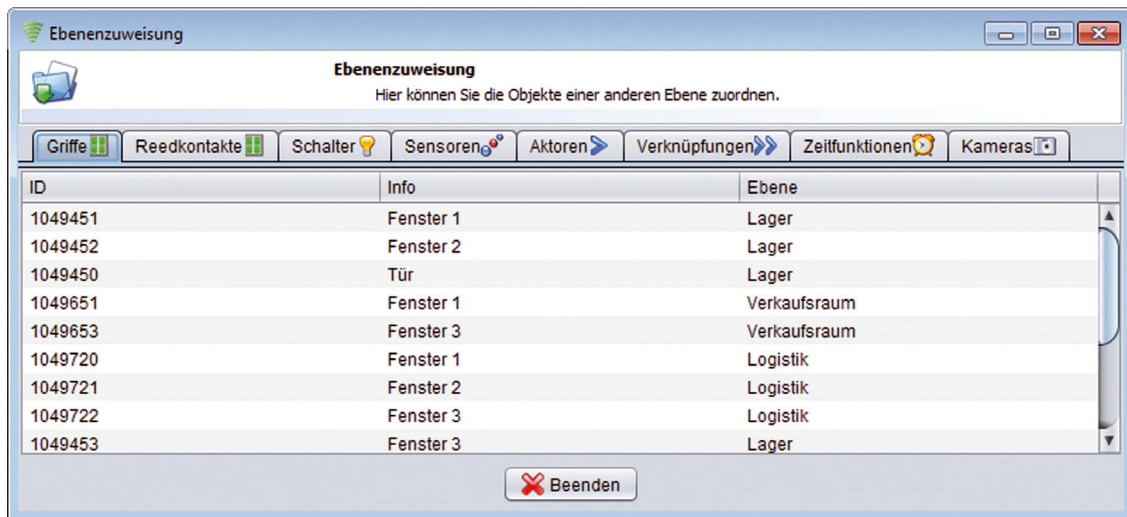 Ebenenzuweisung
Ebenenzuweisung
Hier können Sie die Objekte einer anderen Ebene zuordnen.
Griffe Reedkontakte Schalter Sensoren Aktoren Verknüpfungen Zeitfunktionen Kameras
ID Info Ebene
1049451 Fenster 1 Lager
1049452 Fenster 2 Lager
1049450 Tür Lager
1049651 Fenster 1 Verkaufsraum
1049653 Fenster 3 Verkaufsraum
1049720 Fenster 1 Logistik
1049721 Fenster 2 Logistik
1049722 Fenster 3 Logistik
1049453 Fenster 3 Lager
Beenden